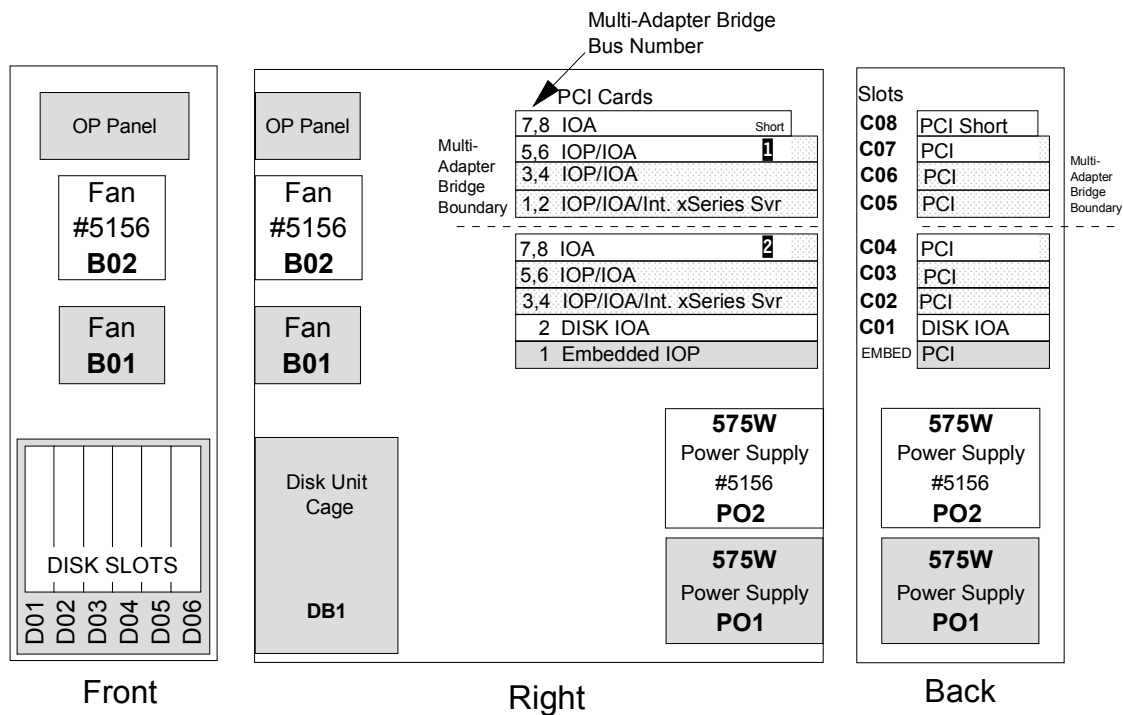 Multi-Adapter Bridge
Bus Number
OP Panel
Fan
#5156
B02
Fan
B01
DISK SLOTS
D01
D02
D03
D04
D05
D06
Front
OP Panel
Fan
#5156
B02
Fan
B01
Disk Unit
Cage
DB1
PCI Cards
Multi-
Adapter
Bridge
Boundary
7,8 IOA Short
5,6 IOP/IOA 1
3,4 IOP/IOA
1,2 IOP/IOA/Int. xSeries Svr
7,8 IOA 2
5,6 IOP/IOA
3,4 IOP/IOA/Int. xSeries Svr
2 DISK IOA
1 Embedded IOP
575W
Power Supply
#5156
PO2
575W
Power Supply
PO1
Right
Slots
C08 PCI Short
C07 PCI
C06 PCI
C05 PCI
Multi-
Adapter
Bridge
Boundary
C04 PCI
C03 PCI
C02 PCI
C01 DISK IOA
EMBED PCI
575W
Power Supply
#5156
PO2
575W
Power Supply
PO1
Back